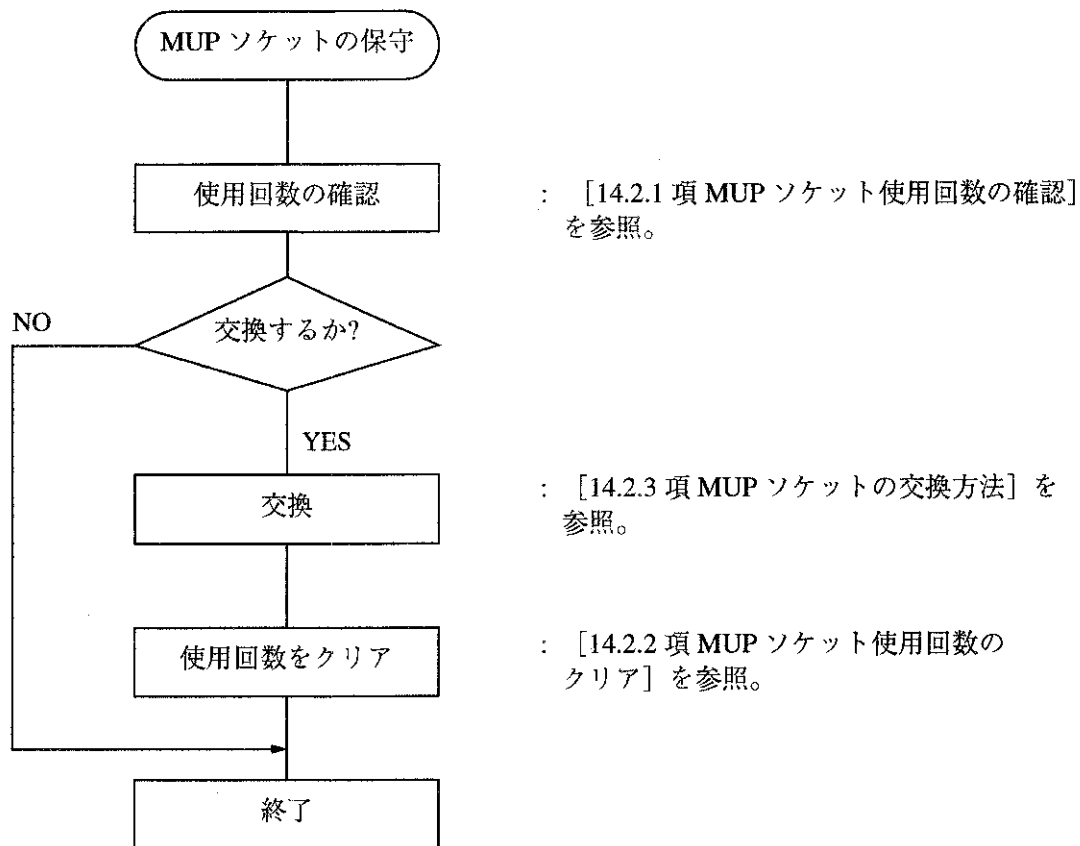 MUP ソケットの保守
使用回数の確認
: [14.2.1 項 MUP ソケット使用回数の確認]
を参照。
交換するか?
NO
YES
交換
: [14.2.3 項 MUP ソケットの交換方法] を
参照。
使用回数をクリア
: [14.2.2 項 MUP ソケット使用回数の
クリア] を参照。
終了